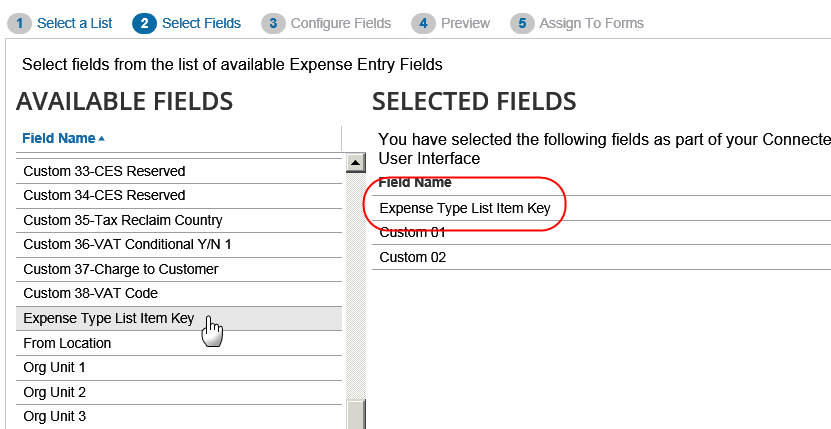 1 Select a List 2 Select Fields 3 Configure Fields 4 Preview 5 Assign To Forms
Select fields from the list of available Expense Entry Fields
AVAILABLE FIELDS
Field Name
Custom 33-CES Reserved
Custom 34-CES Reserved
Custom 35-Tax Reclaim Country
Custom 36-VAT Conditional Y/N 1
Custom 37-Charge to Customer
Custom 38-VAT Code
Expense Type List Item Key
From Location
Org Unit 1
Org Unit 2
Org Unit 3
SELECTED FIELDS
You have selected the following fields as part of your Connecte
User Interface
Field Name
Expense Type List Item Key
Custom 01
Custom 02